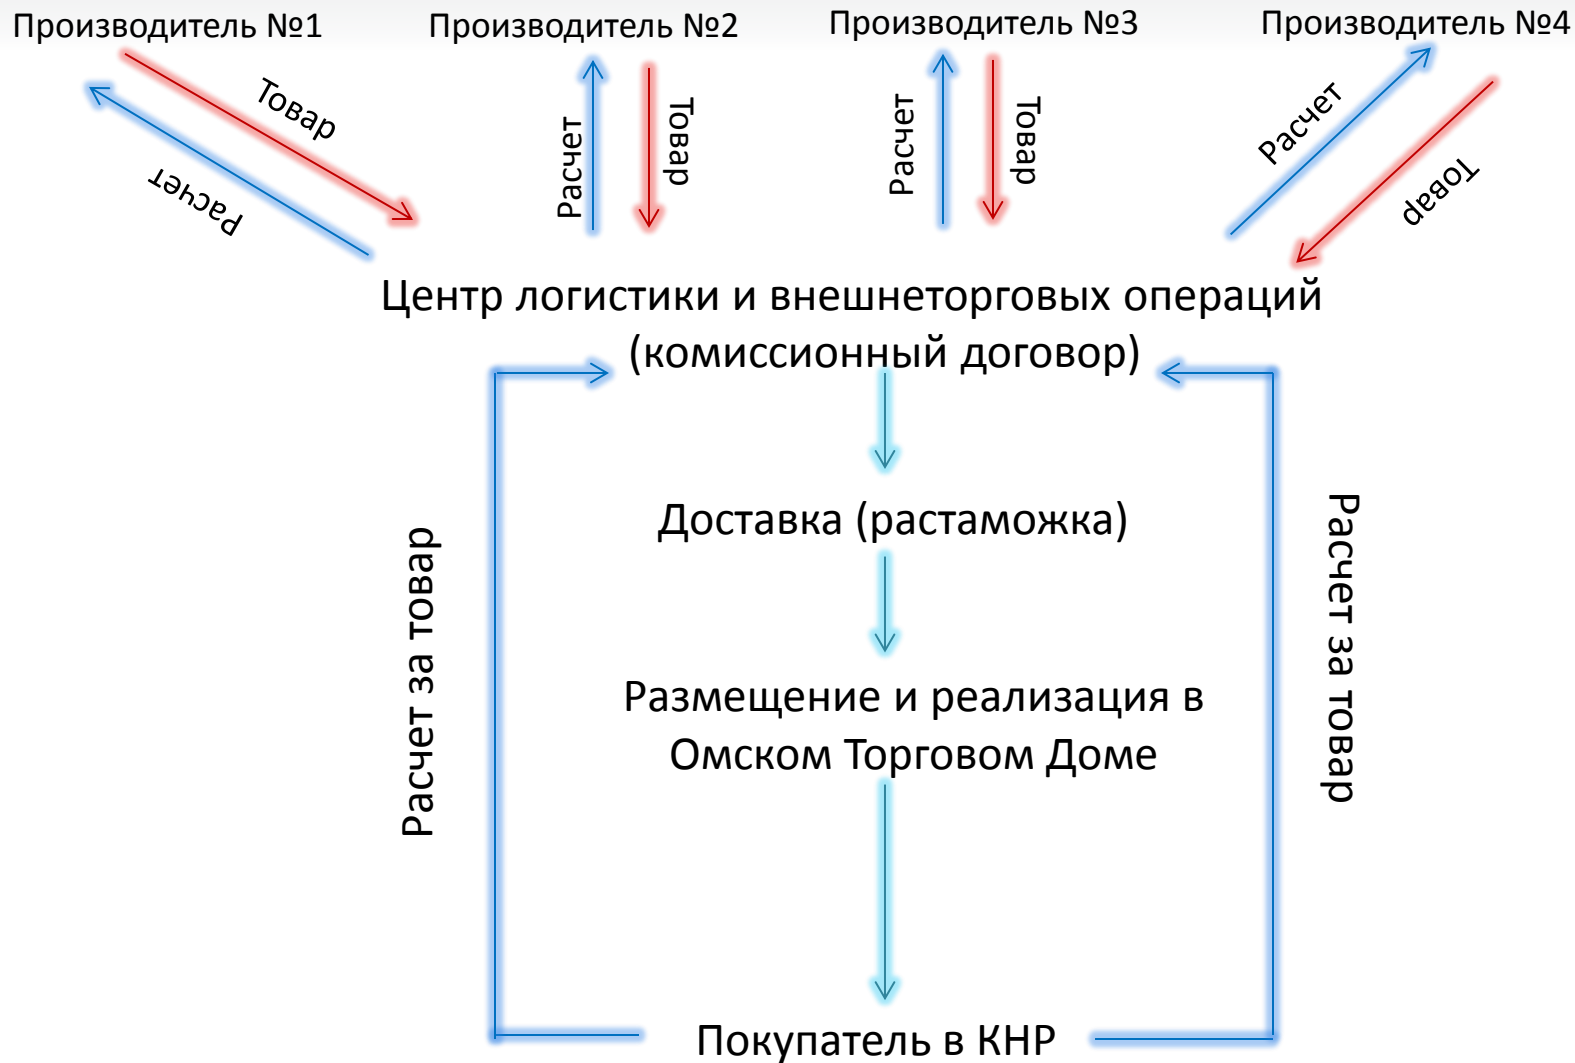 Производитель №1
Производитель №2
Производитель №3
Производитель №4
Товар
Расчет
Расчет
Товар
Расчет
Товар
Расчет
Товар
Центр логистики и внешнеторговых операций
(комиссионный договор)
Доставка (растаможка)
Расчет за товар
Расчет за товар
Размещение и реализация в
Омском Торговом Доме
Покупатель в КНР